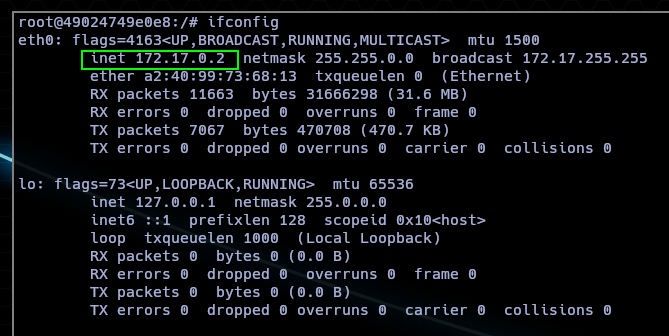 root@49024749e0e8:/# ifconfig
eth0: flags=4163<UP,BROADCAST,RUNNING,MULTICAST>  mtu 1500
        inet 172.17.0.2  netmask 255.255.0.0  broadcast 172.17.255.255
        ether a2:40:99:73:68:13  txqueuelen 0  (Ethernet)
        RX packets 11663  bytes 31666298 (31.6 MB)
        RX errors 0  dropped 0  overruns 0  frame 0
        TX packets 7067  bytes 470708 (470.7 KB)
        TX errors 0  dropped 0 overruns 0  carrier 0  collisions 0

lo: flags=73<UP,LOOPBACK,RUNNING>  mtu 65536
        inet 127.0.0.1  netmask 255.0.0.0
        inet6 ::1  prefixlen 128  scopeid 0x10<host>
        loop  txqueuelen 1000  (Local Loopback)
        RX packets 0  bytes 0 (0.0 B)
        RX errors 0  dropped 0  overruns 0  frame 0
        TX packets 0  bytes 0 (0.0 B)
        TX errors 0  dropped 0 overruns 0  carrier 0  collisions 0